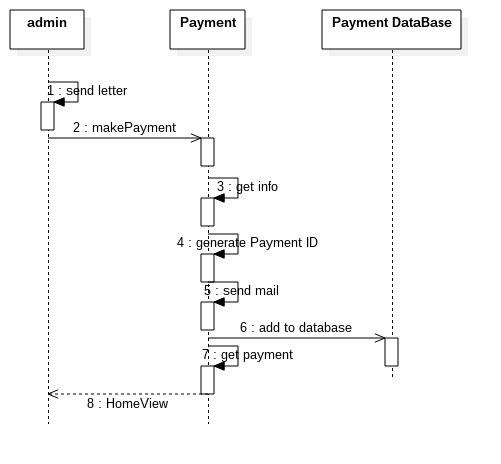 admin
Payment
Payment DataBase
1 : send letter
2 : makePayment
3 : get info
4 : generate Payment ID
5 : send mail
6 : add to database
7 : get payment
8 : HomeView